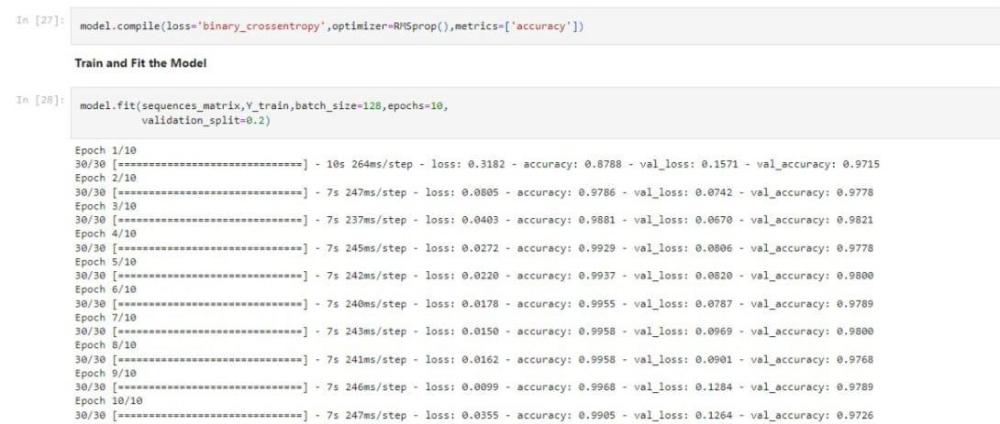 In [27]:
model.compile(loss='binary_crossentropy',optimizer=RMSprop(),metrics=['accuracy'])
Train and Fit the Model
In [28]:
model.fit(sequences_matrix,Y_train,batch_size=128,epochs=10,
          validation_split=0.2)
Epoch 1/10
30/30 [==============================] - 10s 264ms/step - loss: 0.3182 - accuracy: 0.8788 - val_loss: 0.1571 - val_accuracy: 0.9715
Epoch 2/10
30/30 [==============================] - 7s 247ms/step - loss: 0.0805 - accuracy: 0.9786 - val_loss: 0.0742 - val_accuracy: 0.9778
Epoch 3/10
30/30 [==============================] - 7s 237ms/step - loss: 0.0403 - accuracy: 0.9881 - val_loss: 0.0670 - val_accuracy: 0.9821
Epoch 4/10
30/30 [==============================] - 7s 245ms/step - loss: 0.0272 - accuracy: 0.9929 - val_loss: 0.0806 - val_accuracy: 0.9778
Epoch 5/10
30/30 [==============================] - 7s 242ms/step - loss: 0.0220 - accuracy: 0.9937 - val_loss: 0.0820 - val_accuracy: 0.9800
Epoch 6/10
30/30 [==============================] - 7s 240ms/step - loss: 0.0178 - accuracy: 0.9955 - val_loss: 0.0787 - val_accuracy: 0.9789
Epoch 7/10
30/30 [==============================] - 7s 243ms/step - loss: 0.0150 - accuracy: 0.9958 - val_loss: 0.0969 - val_accuracy: 0.9800
Epoch 8/10
30/30 [==============================] - 7s 241ms/step - loss: 0.0162 - accuracy: 0.9958 - val_loss: 0.0901 - val_accuracy: 0.9768
Epoch 9/10
30/30 [==============================] - 7s 246ms/step - loss: 0.0099 - accuracy: 0.9968 - val_loss: 0.1284 - val_accuracy: 0.9789
Epoch 10/10
30/30 [==============================] - 7s 247ms/step - loss: 0.0355 - accuracy: 0.9905 - val_loss: 0.1264 - val_accuracy: 0.9726